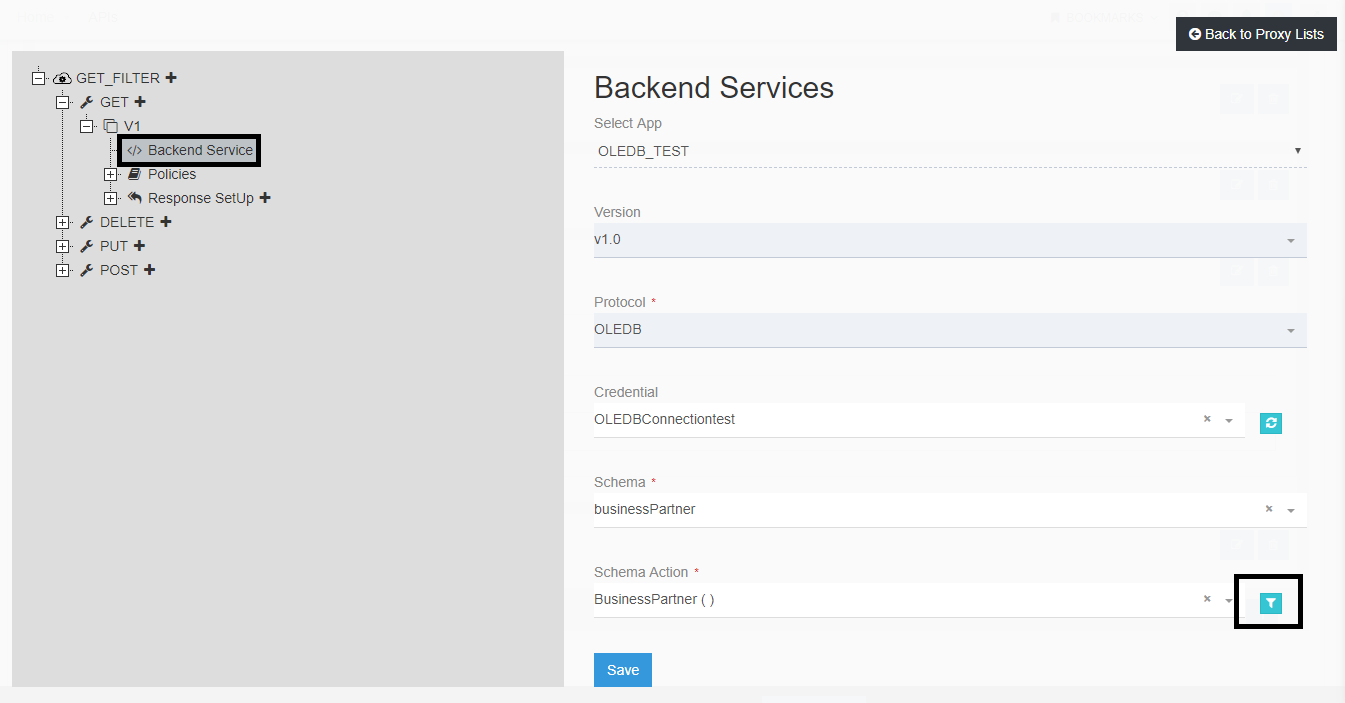 Back to Proxy Lists
GET_FILTER
GET
V1
Backend Service
Policies
Response SetUp
DELETE
PUT
POST
Backend Services
Select App
OLEDB_TEST
Version
v1.0
Protocol *
OLEDB
Credential
OLEDBConnectiontest
Schema *
businessPartner
Schema Action *
BusinessPartner ( )
Save